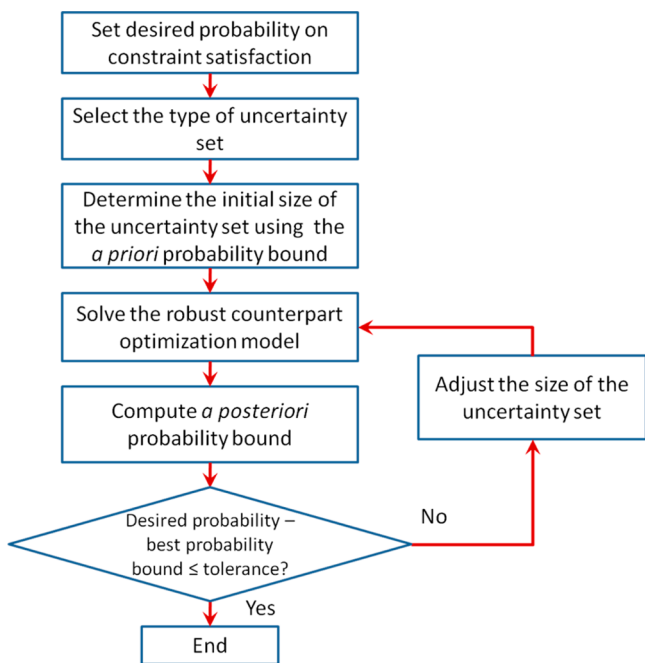 Set desired probability on
constraint satisfaction
Select the type of uncertainty
set
Determine the initial size of
the uncertainty set using the
a priori probability bound
Solve the robust counterpart
optimization model
Adjust the size of the
uncertainty set
Compute a posteriori
probability bound
Desired probability –
best probability
bound ≤ tolerance?
No
Yes
End